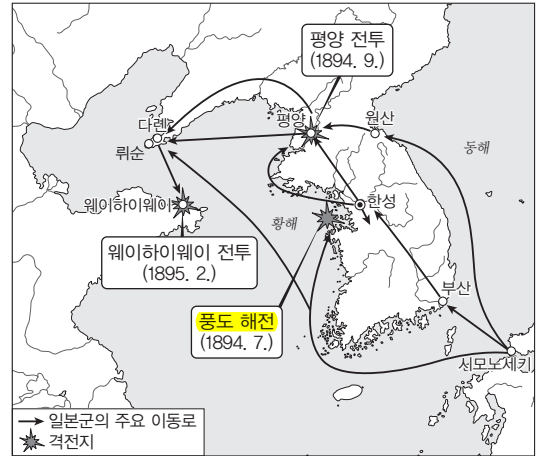 평양 전투
(1894. 9.)
다롄
뤼순
평양
원산
동해
웨이하이웨이
한성
황해
웨이하이웨이 전투
(1895. 2.)
풍도 해전
(1894. 7.)
부산
시모노세키
일본군의 주요 이동로
격전지